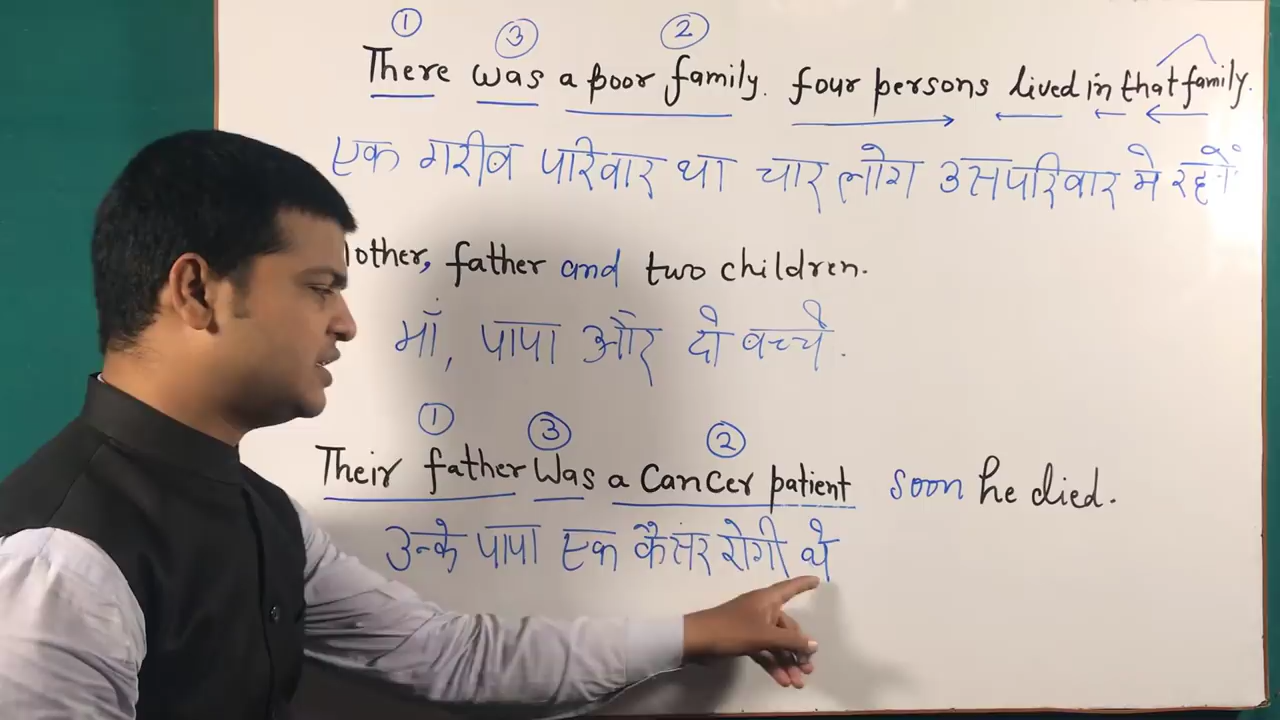 ① ③ ②
There was a poor family. four persons lived in that family.
एक गरीब परिवार था चार लोग उस परिवार मे रहते
other, father and two children.
माँ, पापा और दो बच्चे.
① ③ ②
Their father was a cancer patient soon he died.
उनके पापा एक कैसर रोगी थे